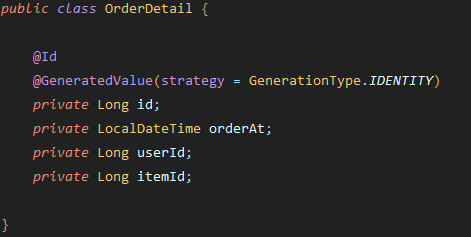 public class OrderDetail {
@Id
@GeneratedValue(strategy = GenerationType.IDENTITY)
private Long id;
private LocalDateTime orderAt;
private Long userId;
private Long itemId;
}